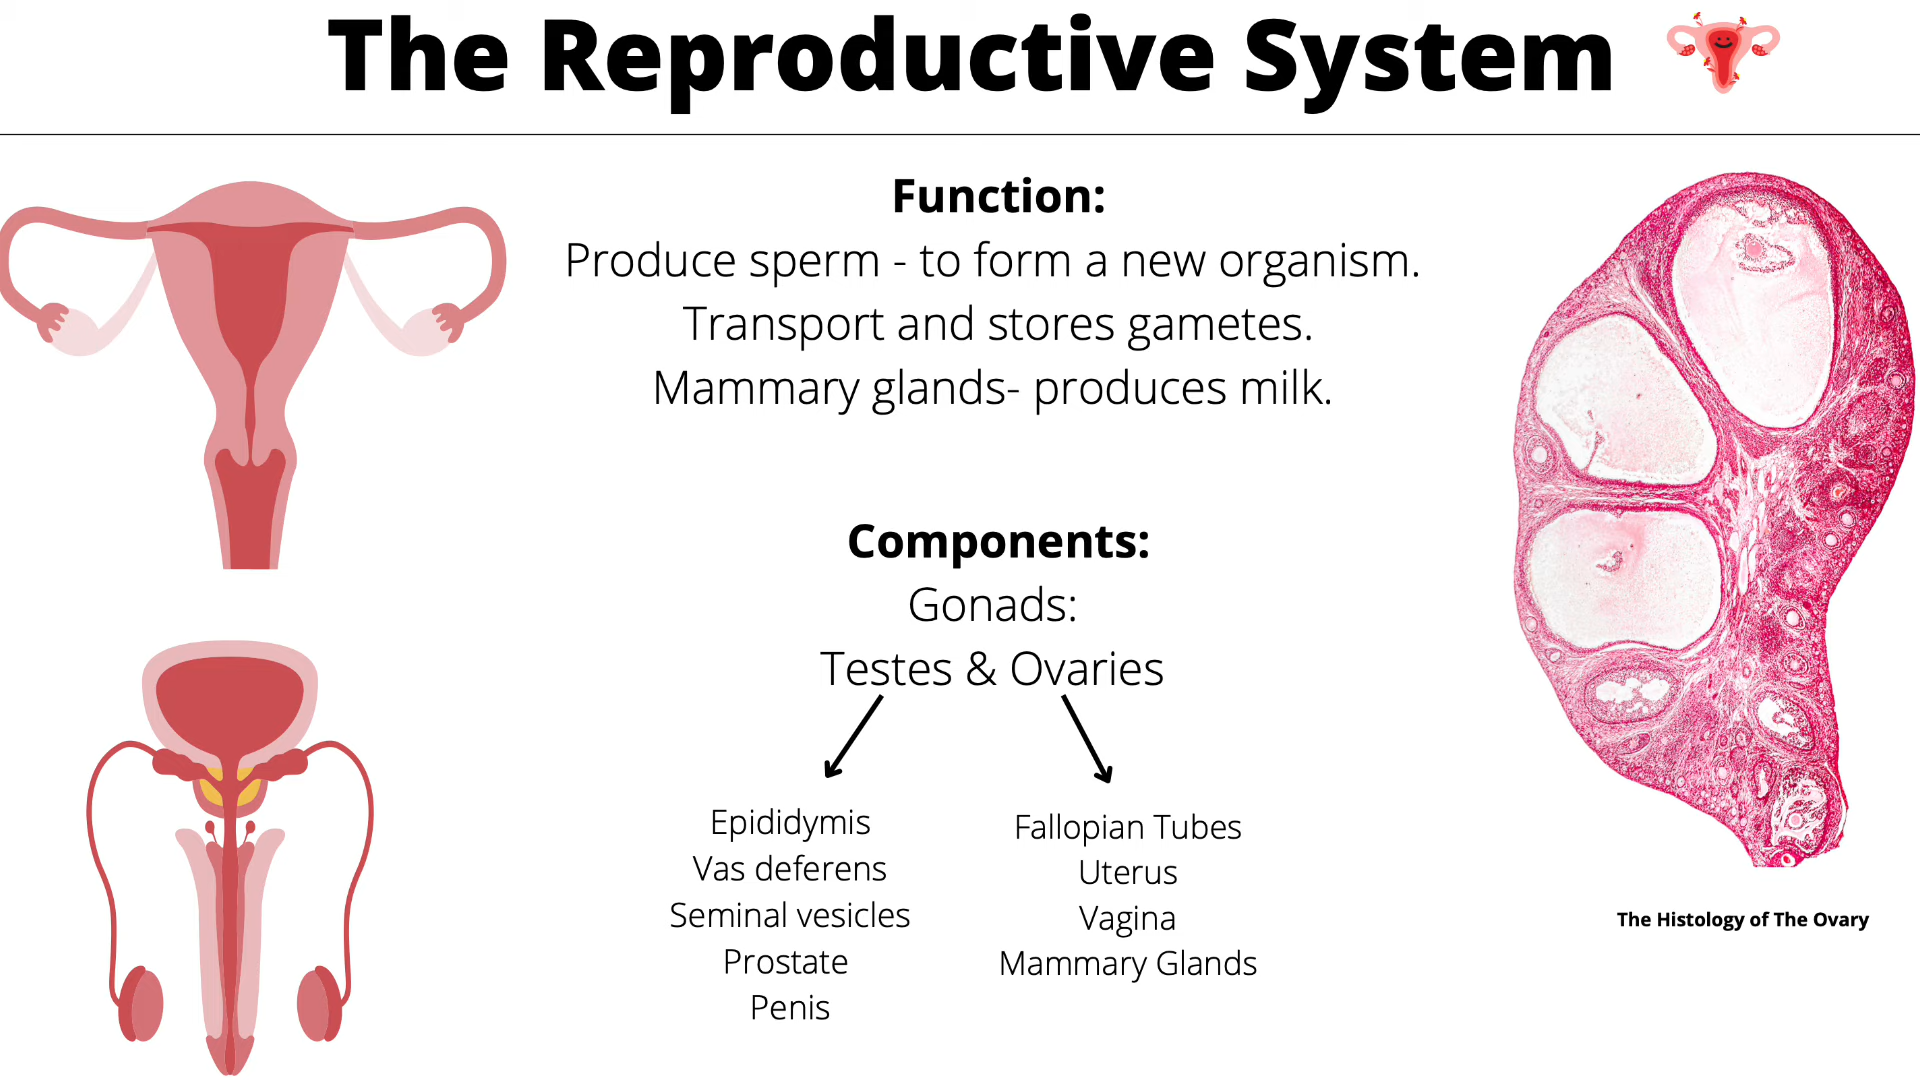 The Reproductive System
Function:
Produce sperm - to form a new organism.
Transport and stores gametes.
Mammary glands- produces milk.
Components:
Gonads:
Testes & Ovaries
Epididymis
Vas deferens
Seminal vesicles
Prostate
Penis
Fallopian Tubes
Uterus
Vagina
Mammary Glands
The Histology of The Ovary